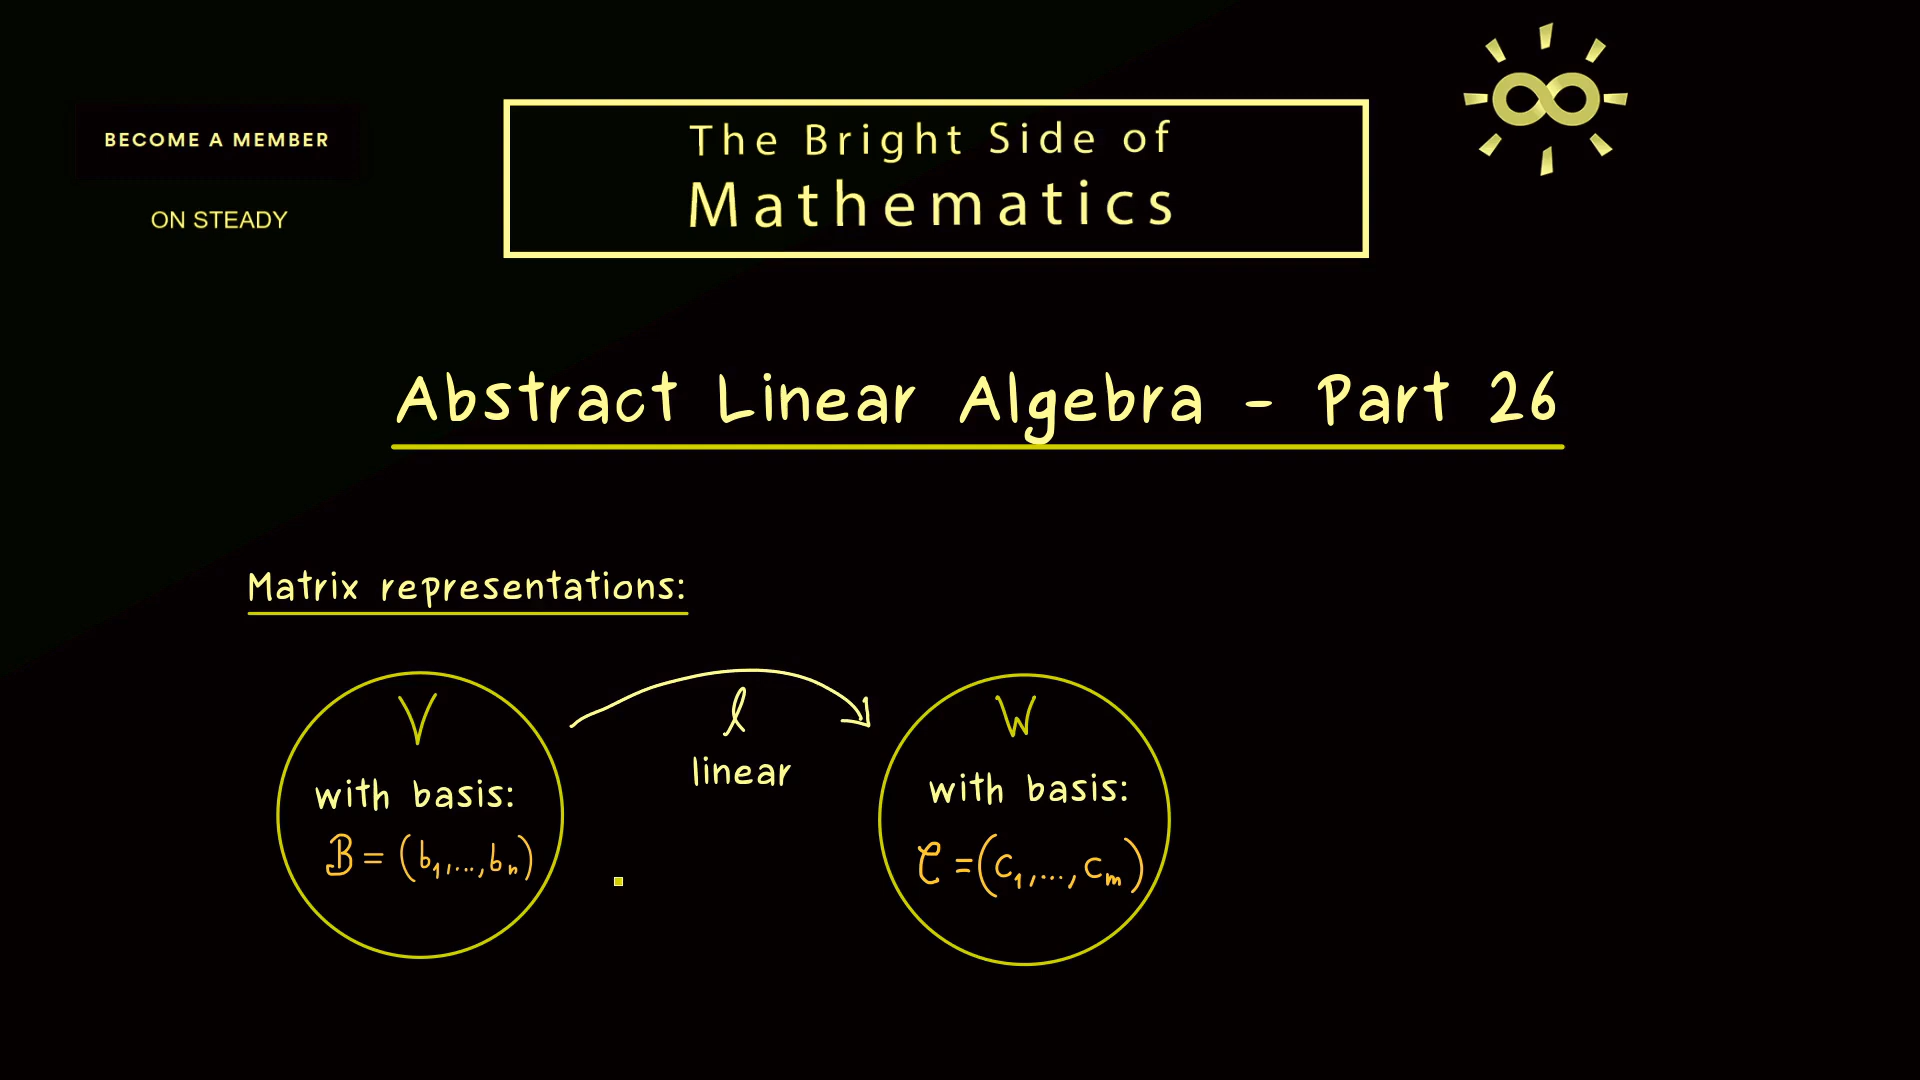 BECOME A MEMBER
ON STEADY
The Bright Side of
Mathematics
Abstract Linear Algebra - Part 26
Matrix representations:
V
with basis:
ℬ = (b₁,...,bₙ)
ℓ
linear
W
with basis:
𝒞 = (c₁,...,cₘ)